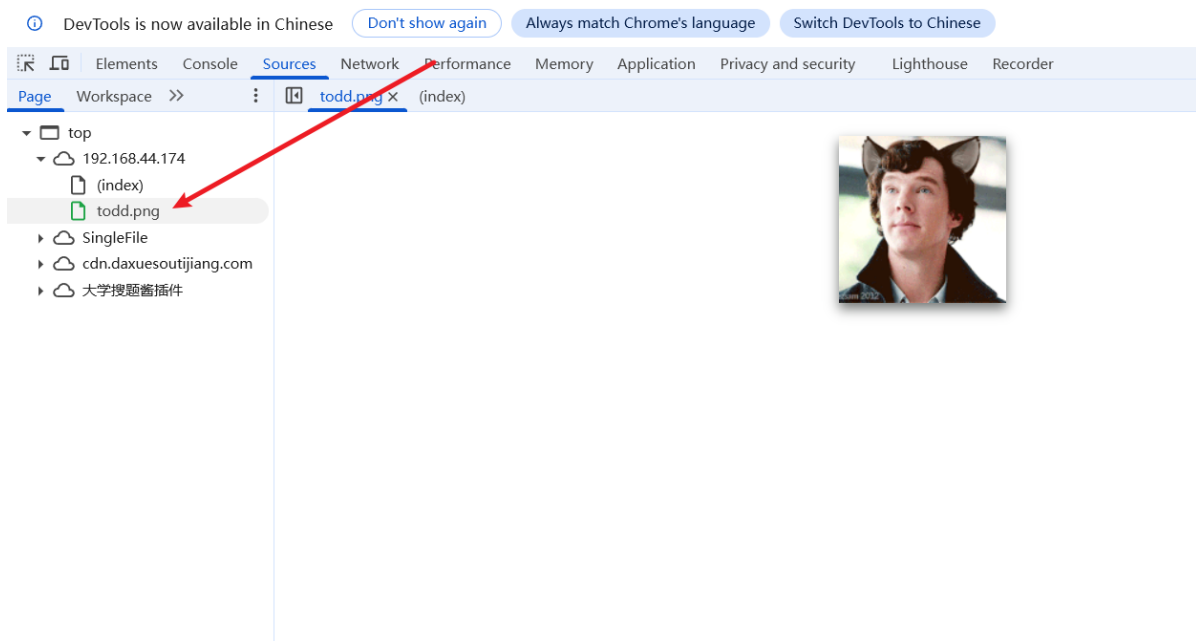 DevTools is now available in Chinese Don't show again Always match Chrome's language Switch DevTools to Chinese
Elements Console Sources Network Performance Memory Application Privacy and security Lighthouse Recorder
Page Workspace todd.png (index)
top
192.168.44.174
(index)
todd.png
SingleFile
cdn.daxuesoutijiang.com
大学搜题酱插件
2012